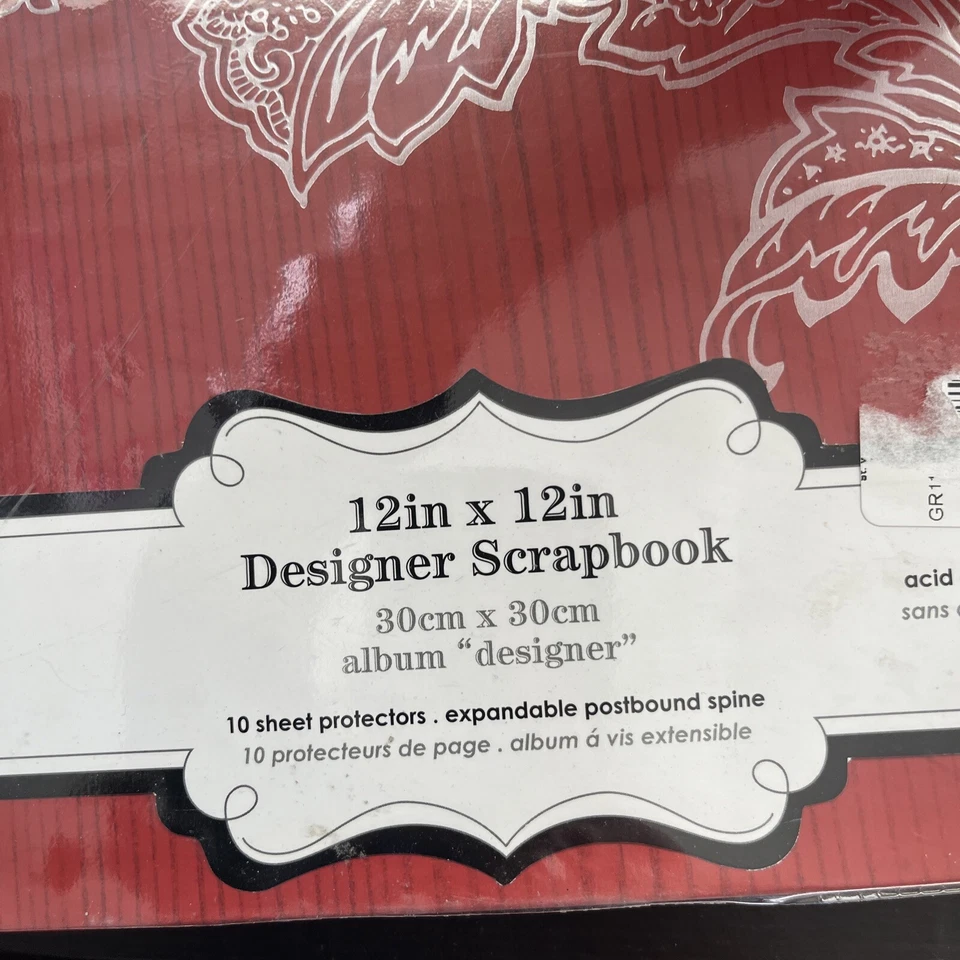 12in x 12in
Designer Scrapbook
30cm x 30cm
album “designer”
10 sheet protectors . expandable postbound spine
10 protecteurs de page . album á vis extensible
acid
sans
GR11